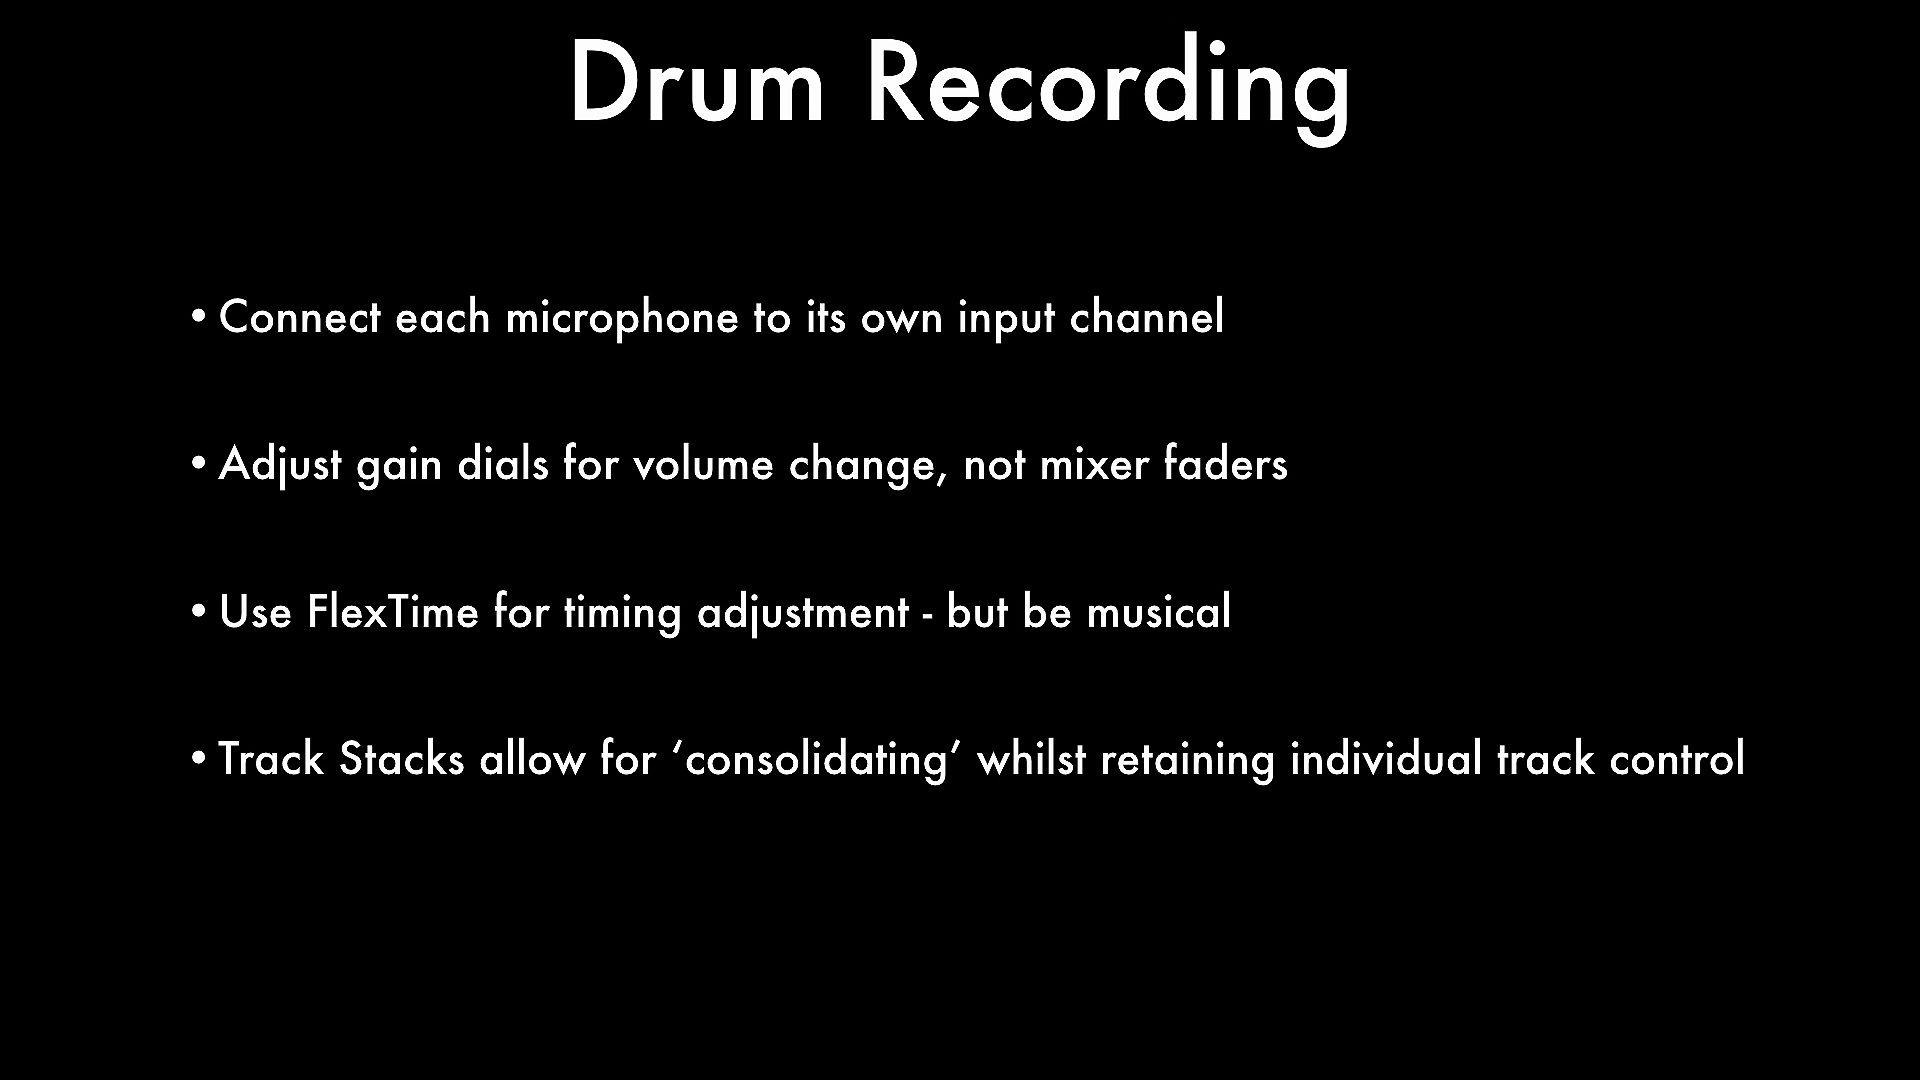 Drum Recording
• Connect each microphone to its own input channel
• Adjust gain dials for volume change, not mixer faders
• Use FlexTime for timing adjustment - but be musical
• Track Stacks allow for ‘consolidating’ whilst retaining individual track control